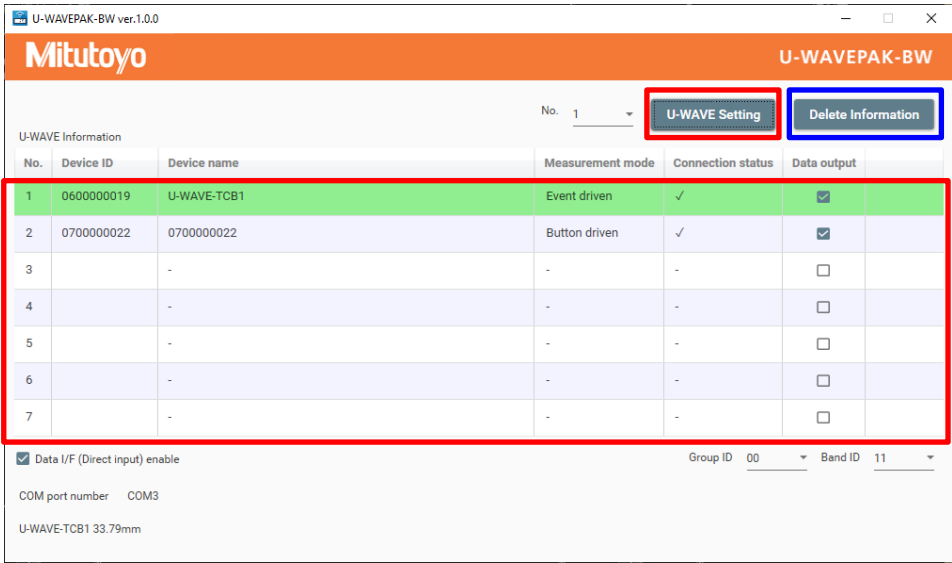 U-WAVEPAK-BW ver.1.0.0
Mitutoyo U-WAVEPAK-BW
No. 1 U-WAVE Setting Delete Information
U-WAVE Information
No. Device ID Device name Measurement mode Connection status Data output
1 0600000019 U-WAVE-TCB1 Event driven ✓
2 0700000022 0700000022 Button driven ✓
3 - - -
4 - - -
5 - - -
6 - - -
7 - - -
Data I/F (Direct input) enable Group ID 00 Band ID 11
COM port number COM3
U-WAVE-TCB1 33.79mm